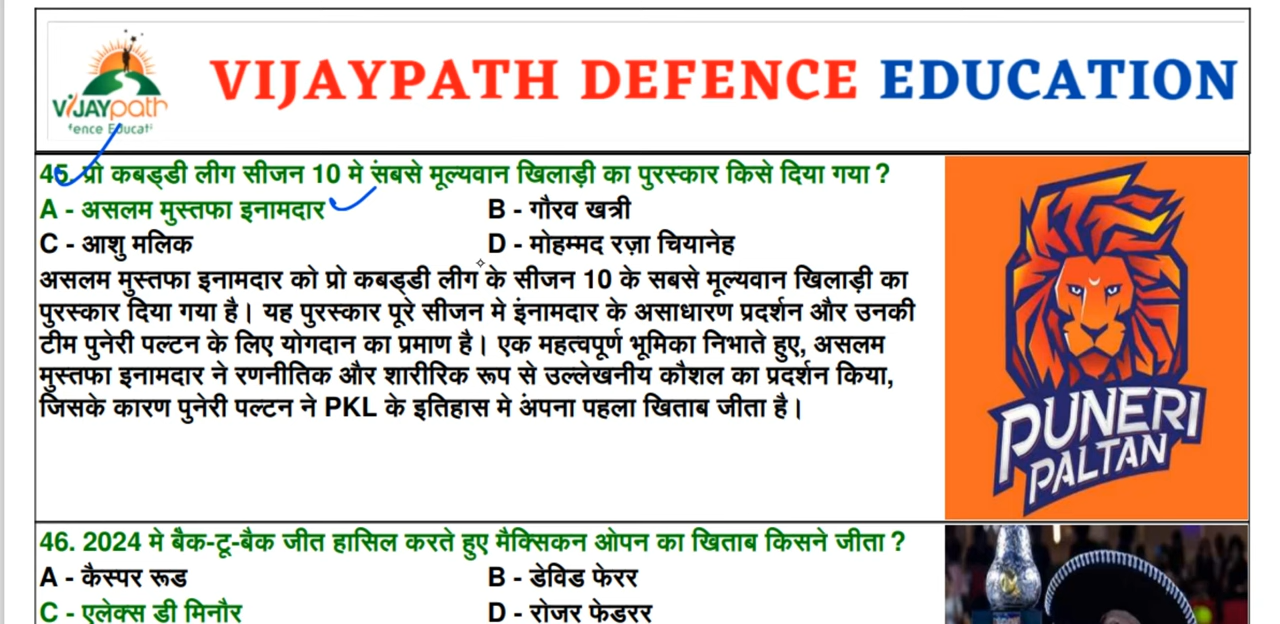 VIJAYpath
fence Educati
VIJAYPATH DEFENCE EDUCATION
45. प्रो कबड्डी लीग सीजन 10 मे संबसे मूल्यवान खिलाड़ी का पुरस्कार किसे दिया गया ?
A - असलम मुस्तफा इनामदार
B - गौरव खत्री
C - आशु मलिक
D - मोहम्मद रज़ा चियानेह
असलम मुस्तफा इनामदार को प्रो कबड्डी लीग के सीजन 10 के सबसे मूल्यवान खिलाड़ी का
पुरस्कार दिया गया है। यह पुरस्कार पूरे सीजन मे इंनामदार के असाधारण प्रदर्शन और उनकी
टीम पुनेरी पल्टन के लिए योगदान का प्रमाण है। एक महत्वपूर्ण भूमिका निभाते हुए, असलम
मुस्तफा इनामदार ने रणनीतिक और शारीरिक रूप से उल्लेखनीय कौशल का प्रदर्शन किया,
जिसके कारण पुनेरी पल्टन ने PKL के इतिहास मे अंपना पहला खिताब जीता है।
PUNERI
PALTAN
46. 2024 मे बैंक-टू-बैक जीत हासिल करते हुए मैक्सिकन ओपन का खिताब किसने जीता ?
A - कैस्पर रूड
B - डेविड फेरर
C - एलेक्स डी मिनौर
D - रोजर फेडरर